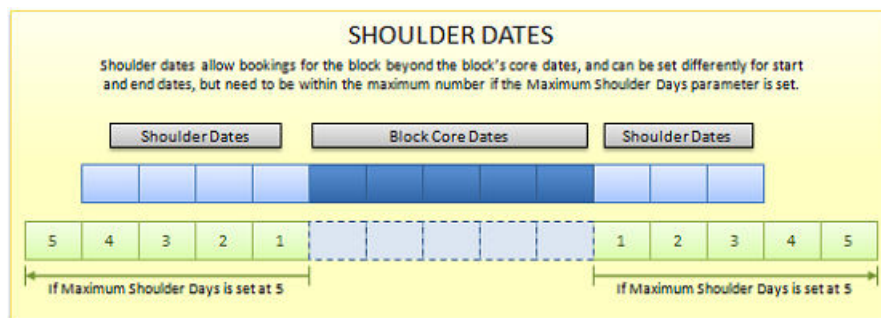 SHOULDER DATES
Shoulder dates allow bookings for the block beyond the block's core dates, and can be set differently for start
and end dates, but need to be within the maximum number if the Maximum Shoulder Days parameter is set.
Shoulder Dates Block Core Dates Shoulder Dates
5 4 3 2 1 1 2 3 4 5
If Maximum Shoulder Days is set at 5 If Maximum Shoulder Days is set at 5